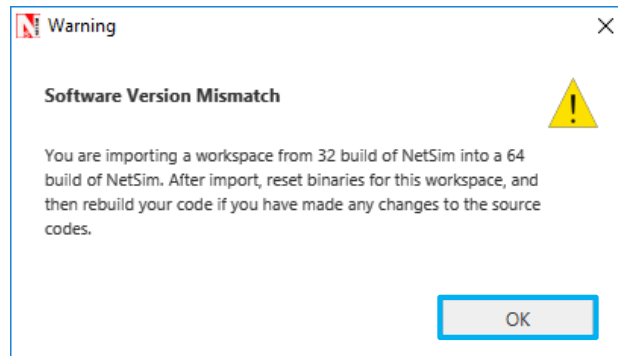 Warning
Software Version Mismatch
You are importing a workspace from 32 build of NetSim into a 64
build of NetSim. After import, reset binaries for this workspace, and
then rebuild your code if you have made any changes to the source
codes.
OK